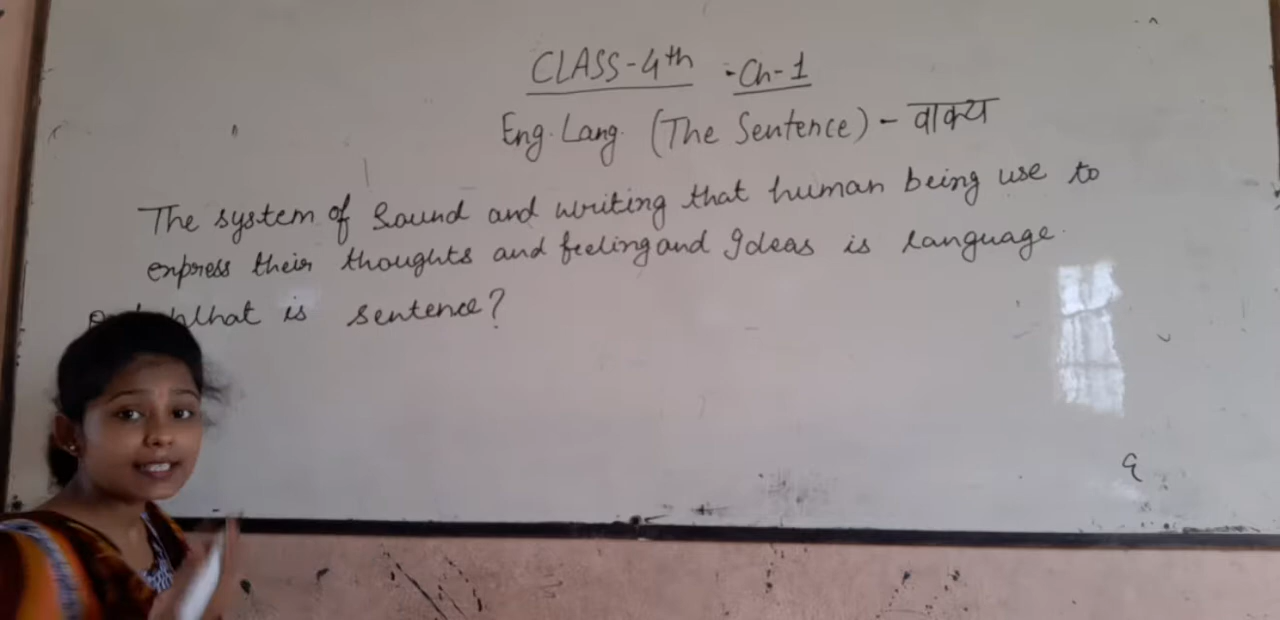 CLASS-4th :-Ch-1
Eng. Lang. (The Sentence) - वाक्य
The system of Sound and writing that human being use to
express their thoughts and feeling and Ideas is language.
What is sentence?